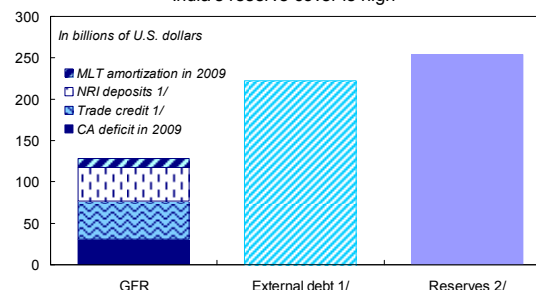 India's reserve cover is high
300
In billions of U.S. dollars
250
MLT amortization in 2009
NRI deposits 1/
200
Trade credit 1/
CA deficit in 2009
150
100
50
0
GFR External debt 1/ Reserves 2/